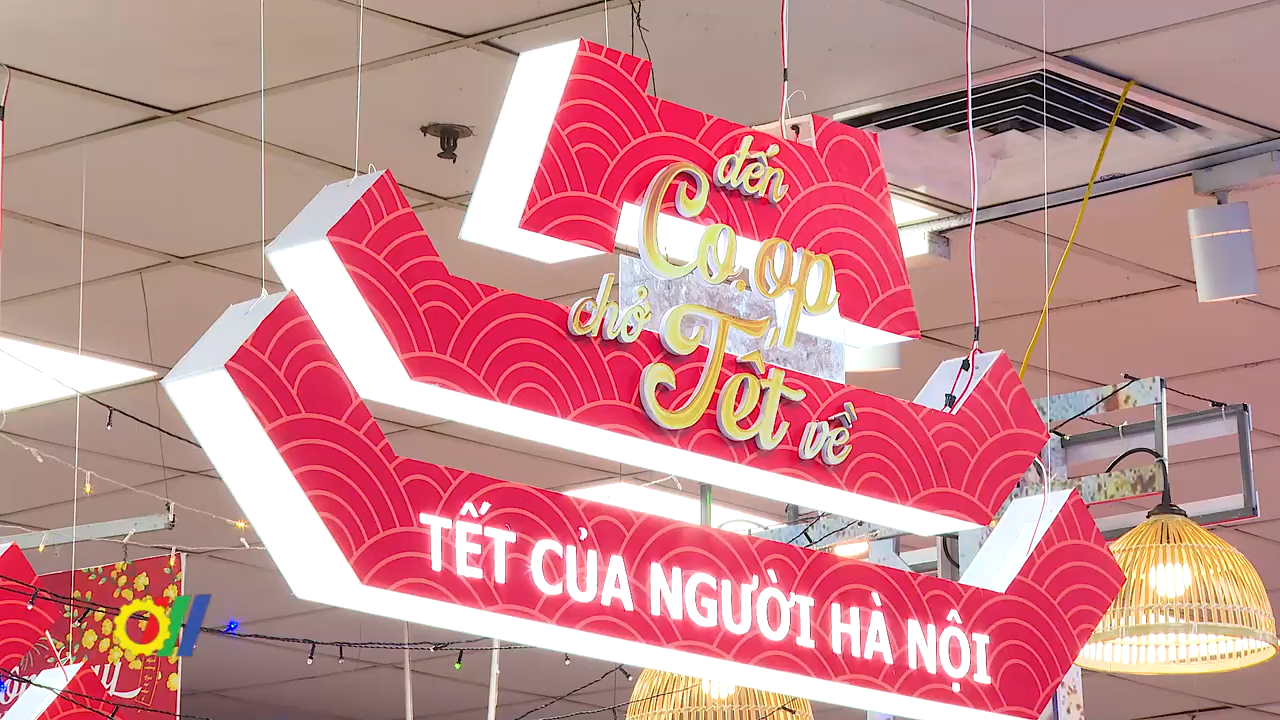 đến
Co.op
chở
Tết
về
TẾT CỦA NGƯỜI HÀ NỘI